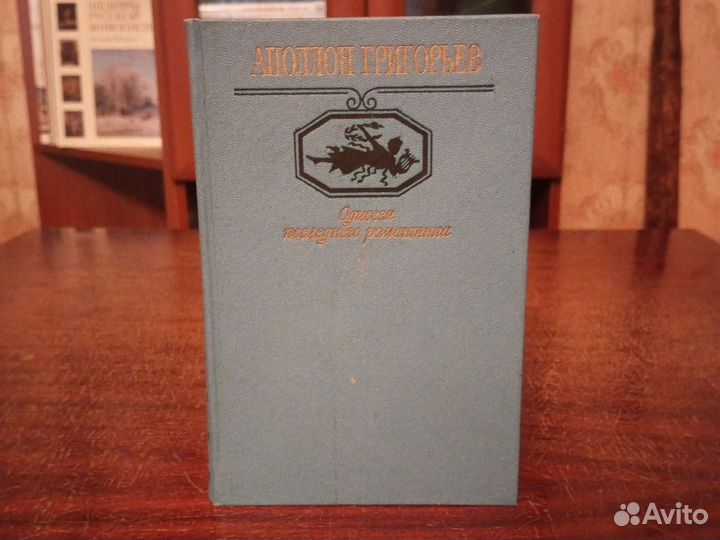 АПОЛЛОН ГРИГОРЬЕВ
Одиссея
последнего романтика
Avito